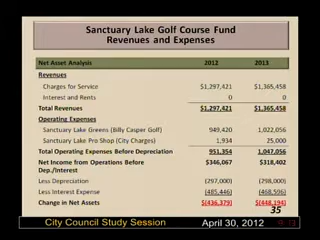 Sanctuary Lake Golf Course Fund
Revenues and Expenses
Net Asset Analysis 2012 2013
Revenues
Charges for Service $1,297,421 $1,365,458
Interest and Rents 0 0
Total Revenues $1,297,421 $1,365,458
Operating Expenses
Sanctuary Lake Greens (Billy Casper Golf) 949,420 1,022,056
Sanctuary Lake Pro Shop (City Charges) 1,934 25,000
Total Operating Expenses Before Depreciation 951,354 1,047,056
Net Income from Operations Before Dep./Interest $346,067 $318,402
Less Depreciation (297,000) (298,000)
Less Interest Expense (485,446) (468,596)
Change in Net Assets $(436,379) $(448,194)
35
City Council Study Session April 30, 2012